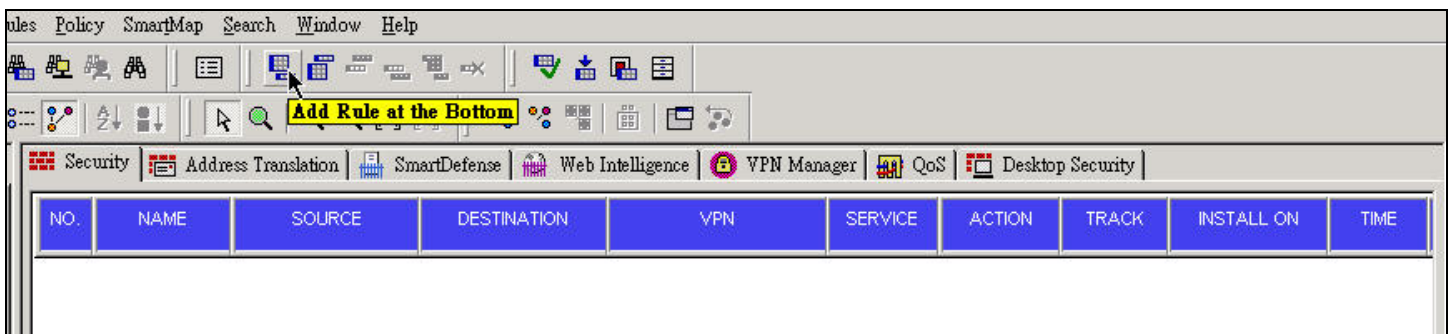 ules Policy SmartMap Search Window Help
Add Rule at the Bottom
Security Address Translation SmartDefense Web Intelligence VPN Manager QoS Desktop Security
NO. NAME SOURCE DESTINATION VPN SERVICE ACTION TRACK INSTALL ON TIME